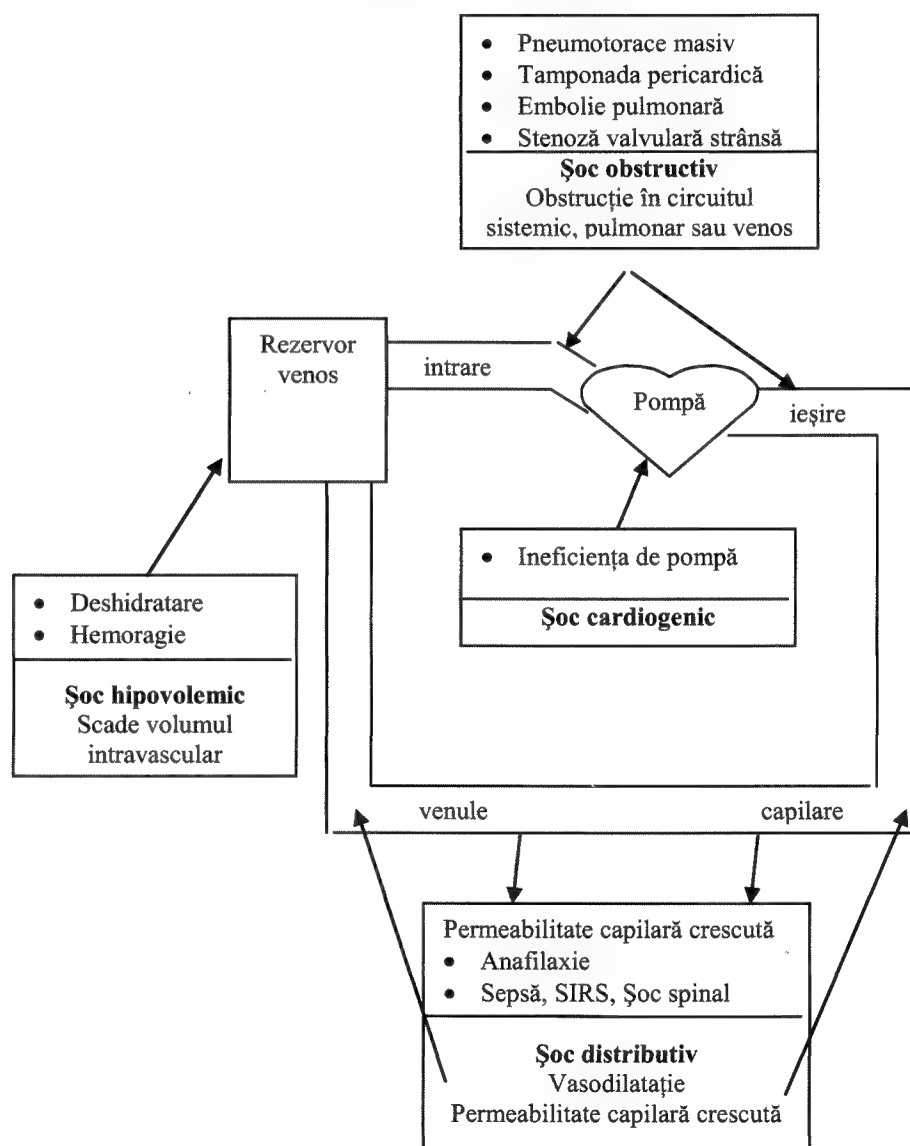 • Pneumotorace masiv
• Tamponada pericardică
• Embolie pulmonară
• Stenoză valvulară strânsă
Şoc obstructiv
Obstrucţie în circuitul
sistemic, pulmonar sau venos
Rezervor
venos
intrare
Pompă
ieşire
• Ineficienţa de pompă
Şoc cardiogenic
• Deshidratare
• Hemoragie
Şoc hipovolemic
Scade volumul
intravascular
venule
capilare
Permeabilitate capilară crescută
• Anafilaxie
• Sepsă, SIRS, Şoc spinal
Şoc distributiv
Vasodilataţie
Permeabilitate capilară crescută